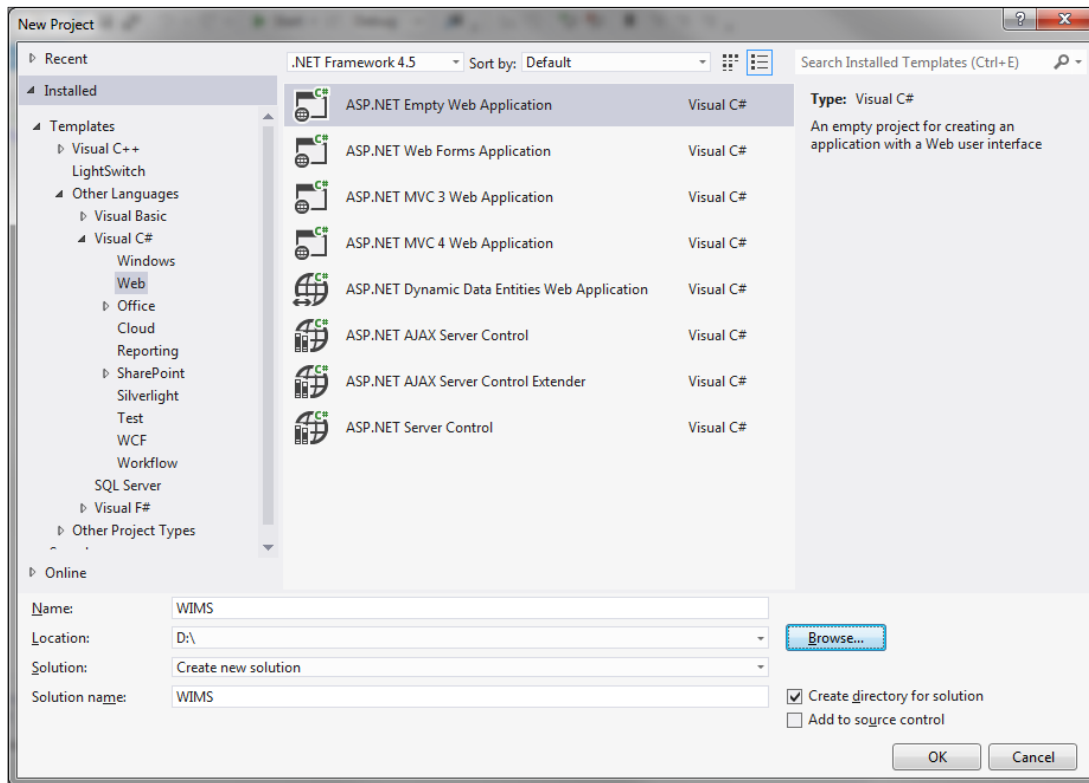 New Project
Recent
Installed
Templates
Visual C++
LightSwitch
Other Languages
Visual Basic
Visual C#
Windows
Web
Office
Cloud
Reporting
SharePoint
Silverlight
Test
WCF
Workflow
SQL Server
Visual F#
Other Project Types
Online
.NET Framework 4.5 Sort by: Default
ASP.NET Empty Web Application Visual C#
ASP.NET Web Forms Application Visual C#
ASP.NET MVC 3 Web Application Visual C#
ASP.NET MVC 4 Web Application Visual C#
ASP.NET Dynamic Data Entities Web Application Visual C#
ASP.NET AJAX Server Control Visual C#
ASP.NET AJAX Server Control Extender Visual C#
ASP.NET Server Control Visual C#
Search Installed Templates (Ctrl+E)
Type: Visual C#
An empty project for creating an
application with a Web user interface
Name: WIMS
Location: D:\
Browse...
Solution: Create new solution
Solution name: WIMS
Create directory for solution
Add to source control
OK Cancel